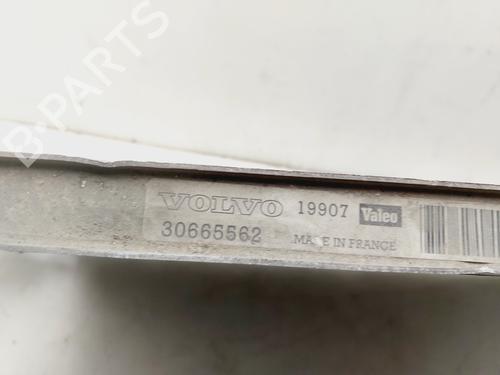 B-PARTS
VOLVO 19907 Valeo
30665562 MADE IN FRANCE